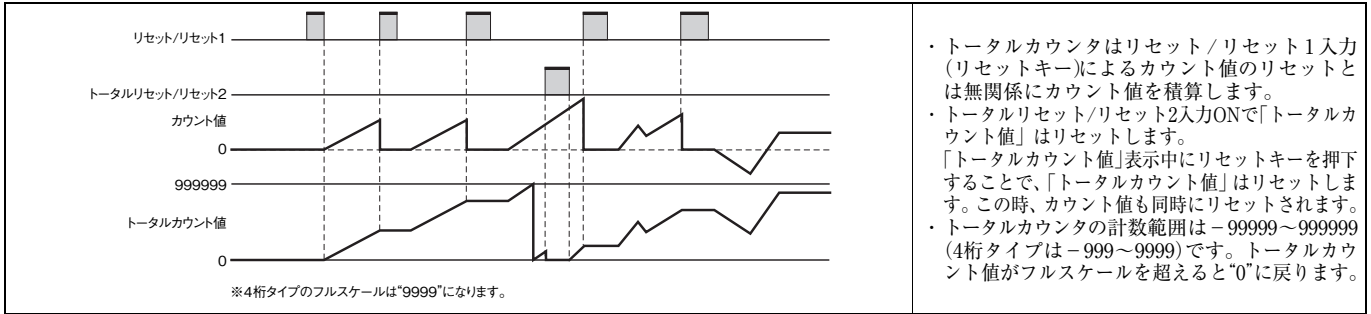 リセット/リセット1
トータルリセット/リセット2
カウント値
0
999999
トータルカウント値
0
※4桁タイプのフルスケールは“9999”になります。
・トータルカウンタはリセット/リセット1入力
(リセットキー)によるカウント値のリセットと
は無関係にカウント値を積算します。
・トータルリセット/リセット2入力ONで「トータルカ
ウント値」はリセットします。
「トータルカウント値」表示中にリセットキーを押下
することで、「トータルカウント値」はリセットしま
す。この時、カウント値も同時にリセットされます。
・トータルカウンタの計数範囲は－99999～999999
(4桁タイプは－999～9999)です。トータルカウ
ント値がフルスケールを超えると“0”に戻ります。